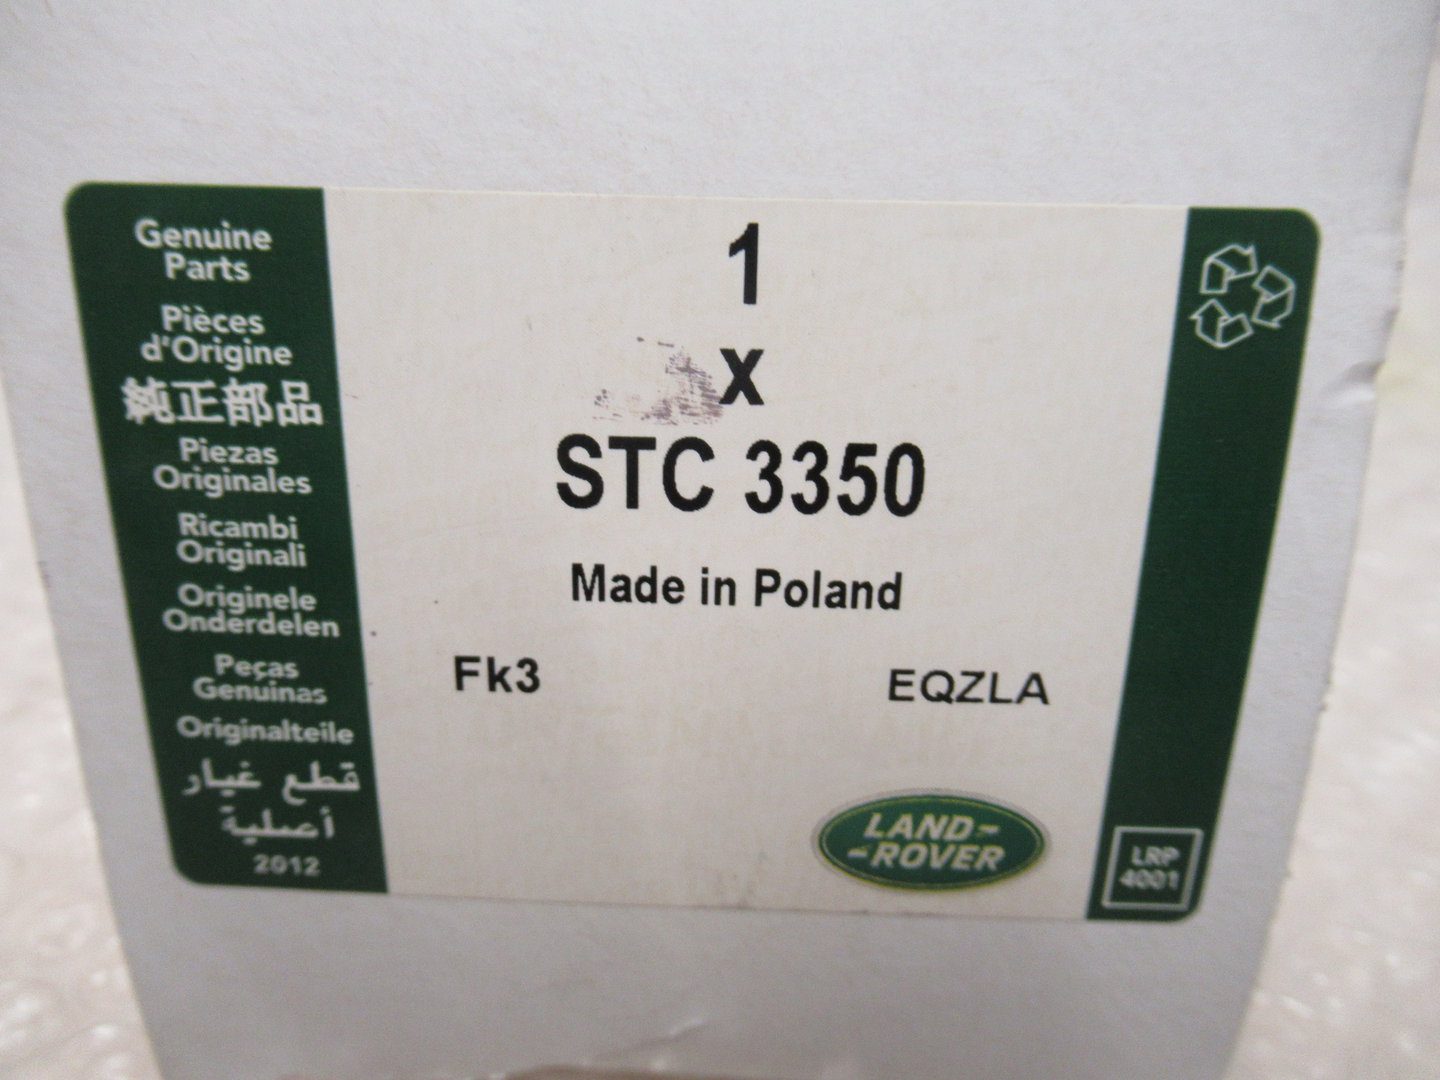 Genuine
Parts
Pièces
d'Origine
純正部品
Piezas
Originales
Ricambi
Originali
Originele
Onderdelen
Peças
Genuinas
Originalteile
قطع غيار
أصلية
2012
1
x
STC 3350
Made in Poland
Fk3
EQZLA
LAND-
-ROVER
LRP
4001